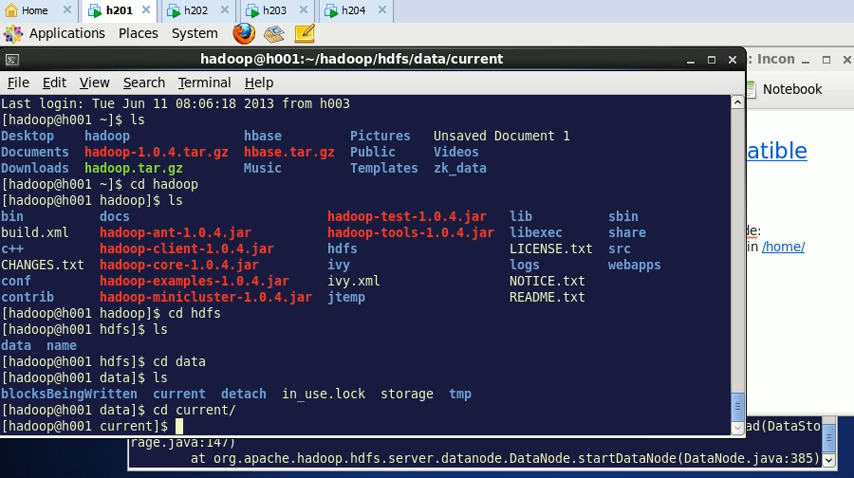 Home h201 h202 h203 h204
Applications Places System
hadoop@h001:~/hadoop/hdfs/data/current
: Incon
File Edit View Search Terminal Help
Notebook
Last login: Tue Jun 11 08:06:18 2013 from h003
[hadoop@h001 ~]$ ls
Desktop hadoop hbase Pictures Unsaved Document 1
Documents hadoop-1.0.4.tar.gz hbase.tar.gz Public Videos
Downloads hadoop.tar.gz Music Templates zk_data
atible
[hadoop@h001 ~]$ cd hadoop
[hadoop@h001 hadoop]$ ls
bin docs hadoop-test-1.0.4.jar lib sbin
build.xml hadoop-ant-1.0.4.jar hadoop-tools-1.0.4.jar libexec share
de:
c++ hadoop-client-1.0.4.jar hdfs LICENSE.txt src
in /home/
CHANGES.txt hadoop-core-1.0.4.jar ivy logs webapps
conf hadoop-examples-1.0.4.jar ivy.xml NOTICE.txt
contrib hadoop-minicluster-1.0.4.jar jtemp README.txt
[hadoop@h001 hadoop]$ cd hdfs
[hadoop@h001 hdfs]$ ls
data name
[hadoop@h001 hdfs]$ cd data
[hadoop@h001 data]$ ls
blocksBeingWritten current detach in_use.lock storage tmp
[hadoop@h001 data]$ cd current/
[hadoop@h001 current]$
ad(DataSto
rage.java:147)
at org.apache.hadoop.hdfs.server.datanode.DataNode.startDataNode(DataNode.java:385)